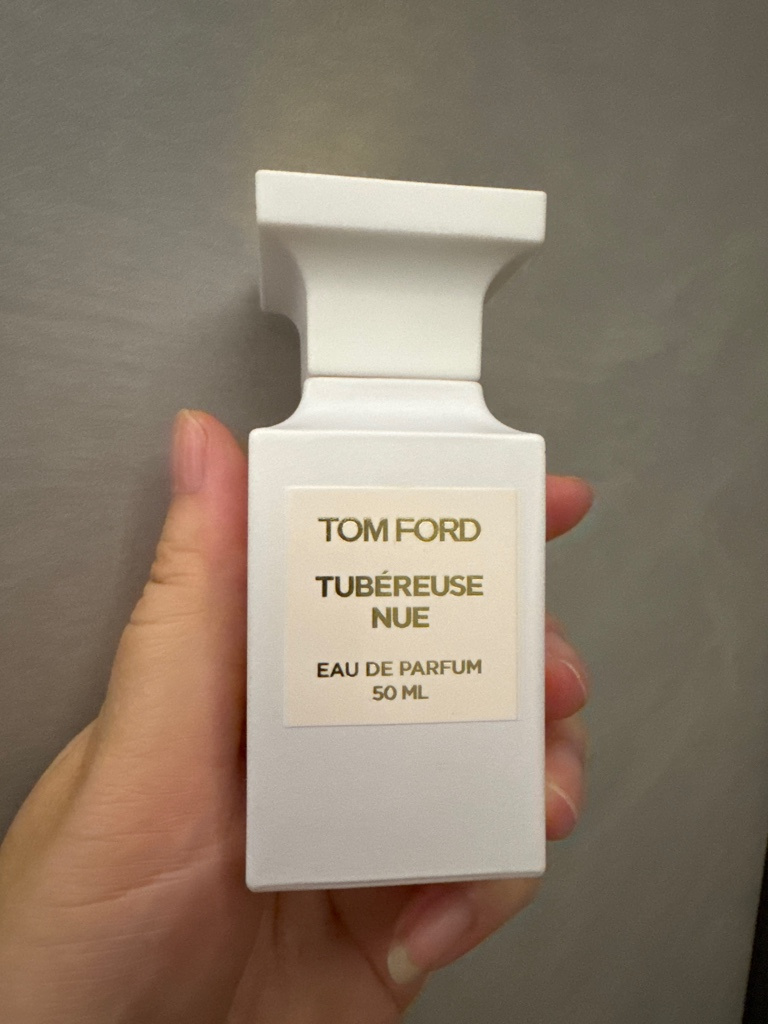 TOM FORD
TUBÉREUSE
NUE
EAU DE PARFUM
50 ML